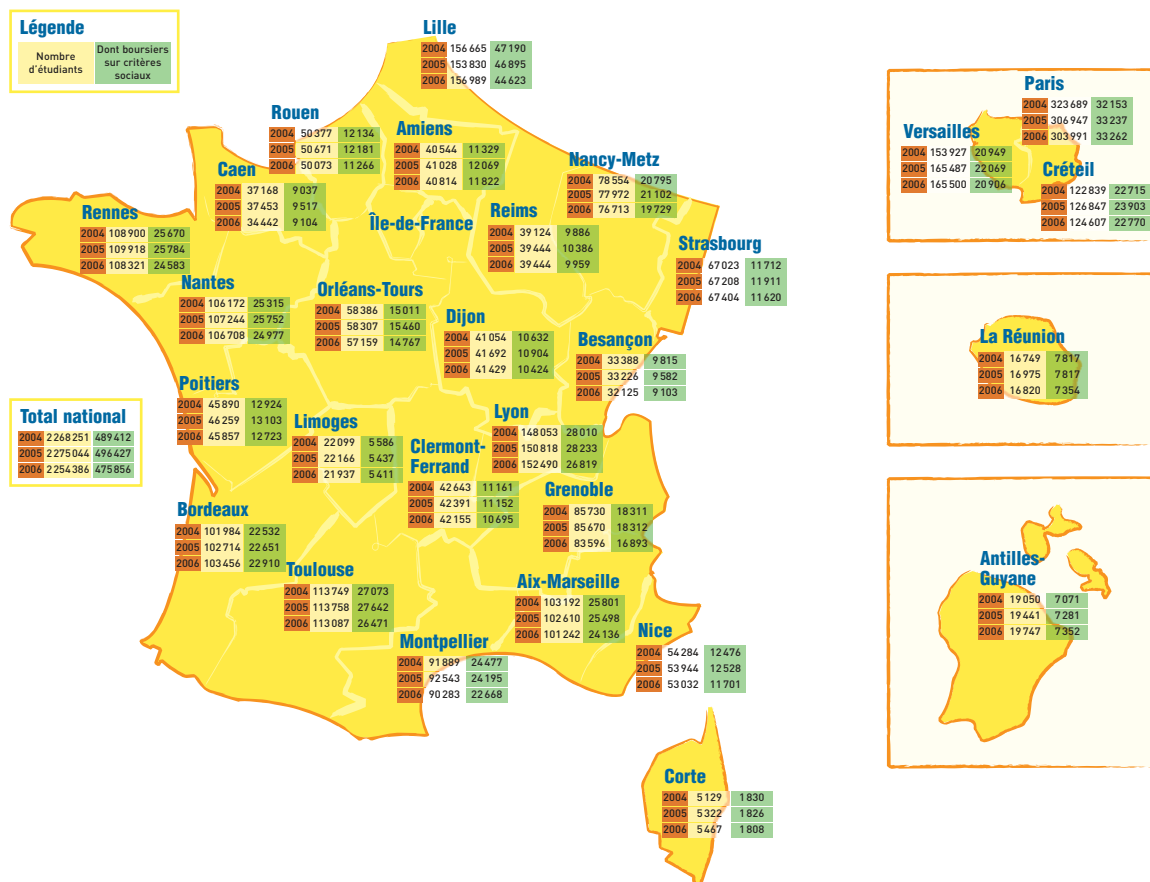 Légende
Nombre d'étudiants
Dont boursiers sur critères sociaux
Lille
2004 156 665 47 190
2005 153 830 46 895
2006 156 989 44 623
Rouen
2004 50 377 12 134
2005 50 671 12 181
2006 50 073 11 266
Amiens
2004 40 544 11 329
2005 41 028 12 069
2006 40 814 11 822
Nancy-Metz
2004 78 554 20 795
2005 77 972 21 102
2006 76 713 19 729
Caen
2004 37 168 9 037
2005 37 453 9 517
2006 34 442 9 104
Rennes
2004 108 900 25 670
2005 109 918 25 784
2006 108 321 24 583
Île-de-France
Reims
2004 39 124 9 886
2005 39 444 10 386
2006 39 444 9 959
Strasbourg
2004 67 023 11 712
2005 67 208 11 911
2006 67 404 11 620
Nantes
2004 106 172 25 315
2005 107 244 25 752
2006 106 708 24 977
Orléans-Tours
2004 58 386 15 011
2005 58 307 15 460
2006 57 159 14 767
Dijon
2004 41 054 10 632
2005 41 692 10 904
2006 41 429 10 424
Besançon
2004 33 388 9 815
2005 33 226 9 582
2006 32 125 9 103
Poitiers
2004 45 890 12 924
2005 46 259 13 103
2006 45 857 12 723
Total national
2004 2 268 251 489 412
2005 2 275 044 496 427
2006 2 254 386 475 856
Limoges
2004 22 099 5 586
2005 22 166 5 437
2006 21 937 5 411
Lyon
2004 148 053 28 010
2005 150 818 28 233
2006 152 490 26 819
Clermont-
Ferrand
2004 42 643 11 161
2005 42 391 11 152
2006 42 155 10 695
Grenoble
2004 85 730 18 311
2005 85 670 18 312
2006 83 596 16 893
Bordeaux
2004 101 984 22 532
2005 102 714 22 651
2006 103 456 22 910
Toulouse
2004 113 749 27 073
2005 113 758 27 642
2006 113 087 26 471
Aix-Marseille
2004 103 192 25 801
2005 102 610 25 498
2006 101 242 24 136
Montpellier
2004 91 889 24 477
2005 92 543 24 195
2006 90 283 22 668
Nice
2004 54 284 12 476
2005 53 944 12 528
2006 53 032 11 701
Corte
2004 5 129 1 830
2005 5 322 1 826
2006 5 467 1 808
Paris
2004 323 689 32 153
2005 306 947 33 237
2006 303 991 33 262
Versailles
2004 153 927 20 949
2005 165 487 22 069
2006 165 500 20 906
Créteil
2004 122 839 22 715
2005 126 847 23 903
2006 124 607 22 770
La Réunion
2004 16 749 7 817
2005 16 975 7 817
2006 16 820 7 354
Antilles-
Guyane
2004 19 050 7 071
2005 19 441 7 281
2006 19 747 7 352